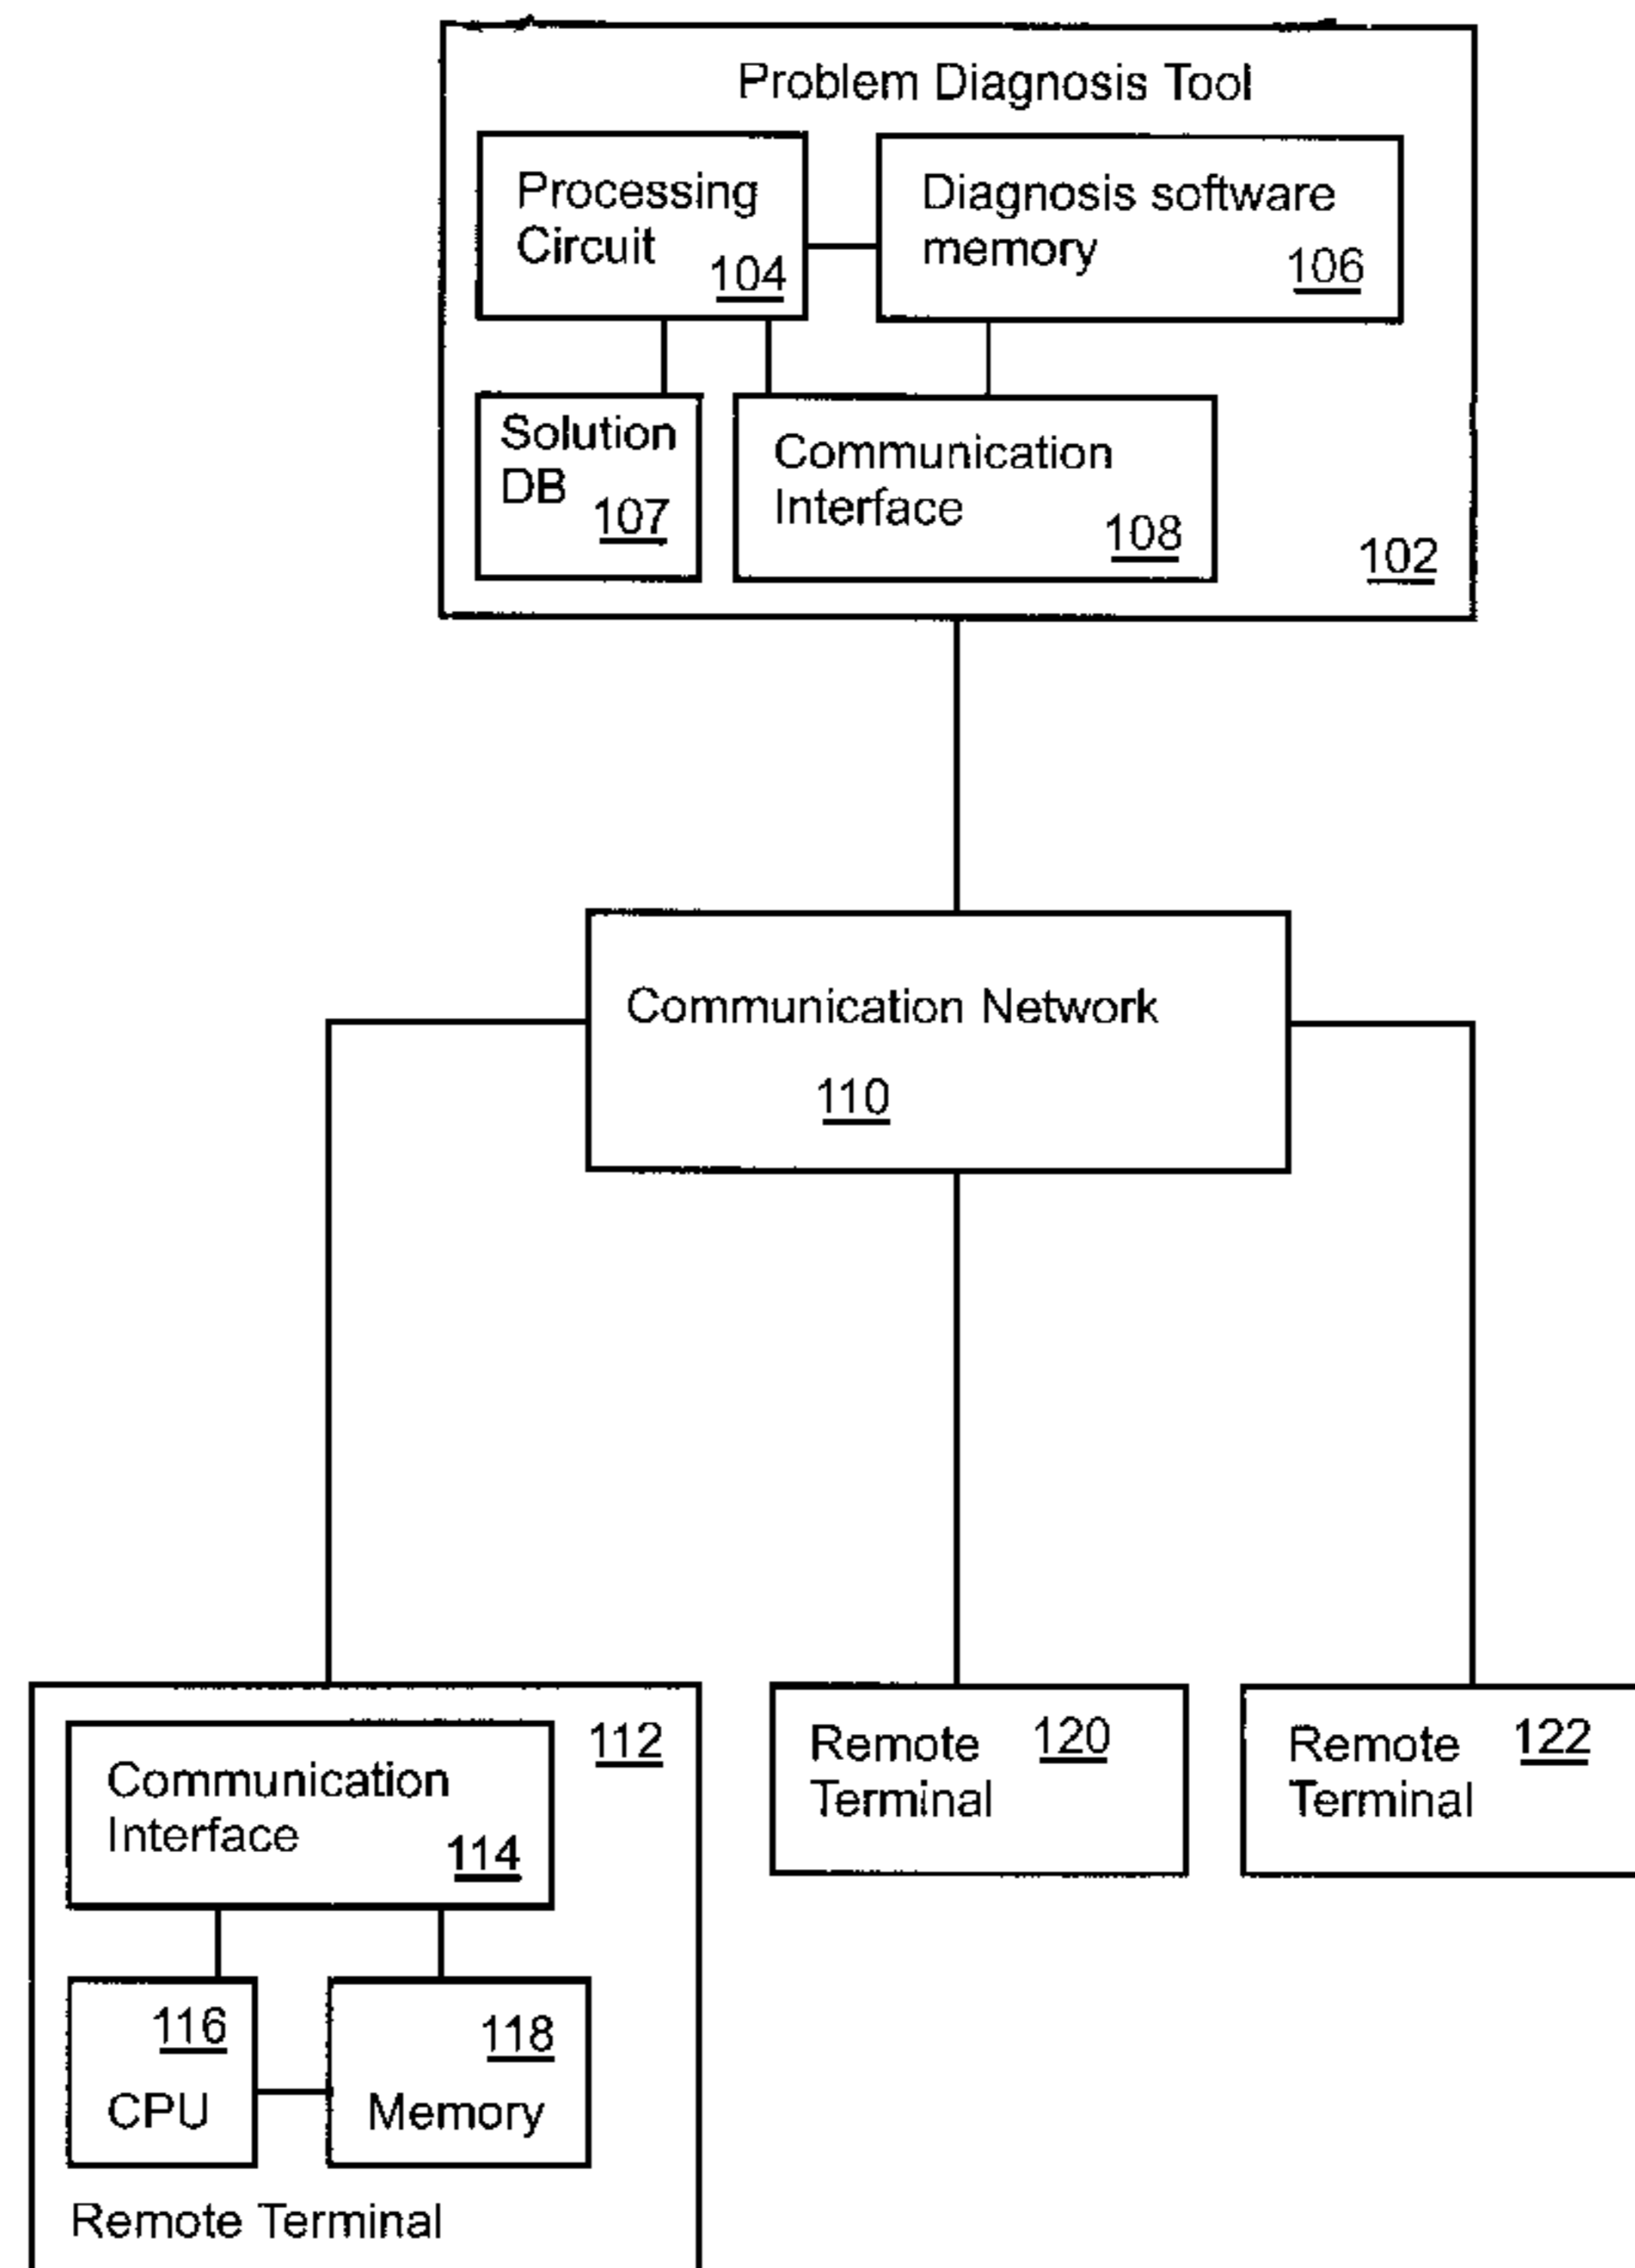 Problem Diagnosis Tool
Processing
Circuit
104
Diagnosis software
memory
106
Solution
DB
107
Communication
Interface
108
102
Communication Network
110
112
Communication
Interface
114
116
CPU
118
Memory
Remote Terminal
Remote
Terminal
120
Remote
Terminal
122